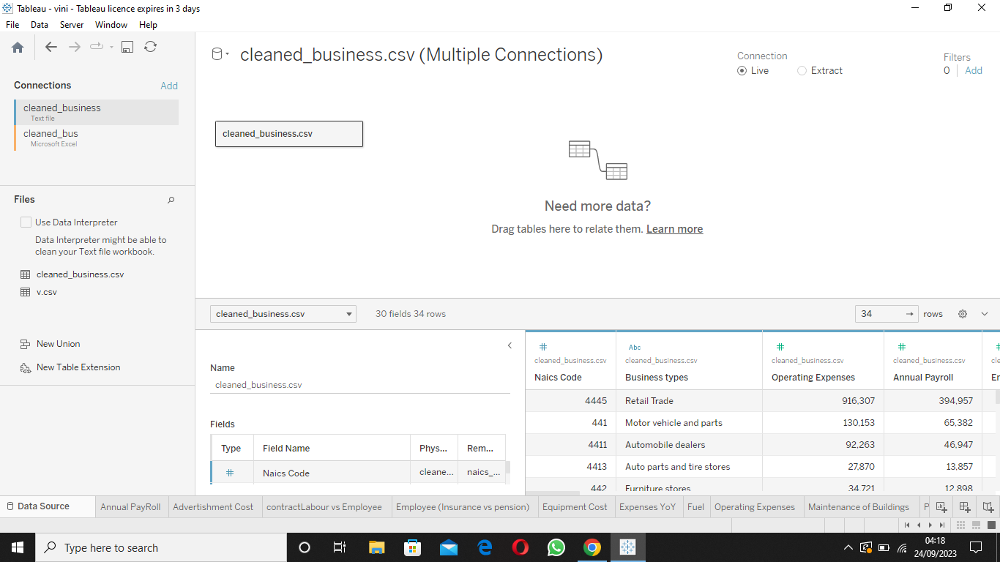 Tableau - vini - Tableau licence expires in 3 days
File Data Server Window Help
Connections Add
cleaned_business
Text file
cleaned_bus
Microsoft Excel
Files
Use Data Interpreter
Data Interpreter might be able to
clean your Text file workbook.
cleaned_business.csv
v.csv
New Union
New Table Extension
cleaned_business.csv (Multiple Connections)
Connection
Live Extract
Filters
0 Add
cleaned_business.csv
Need more data?
Drag tables here to relate them. Learn more
cleaned_business.csv 30 fields 34 rows 34 rows
Name
cleaned_business.csv
Fields
Type Field Name Phys... Rem...
Naics Code cleane... naics_...
Abc
cleaned_business.csv cleaned_business.csv cleaned_business.csv cleaned_business.csv cle
Naics Code Business types Operating Expenses Annual Payroll
4445 Retail Trade 916,307 394,957
441 Motor vehicle and parts 130,153 65,382
4411 Automobile dealers 92,263 46,947
4413 Auto parts and tire stores 27,870 13,857
442 Furniture stores 34,721 12,898
Data Source Annual PayRoll Advertishment Cost contractLabour vs Employee Employee (Insurance vs pension) Equipment Cost Expenses YoY Fuel Operating Expenses Maintenance of Buildings P
Type here to search
04:18
24/09/2023